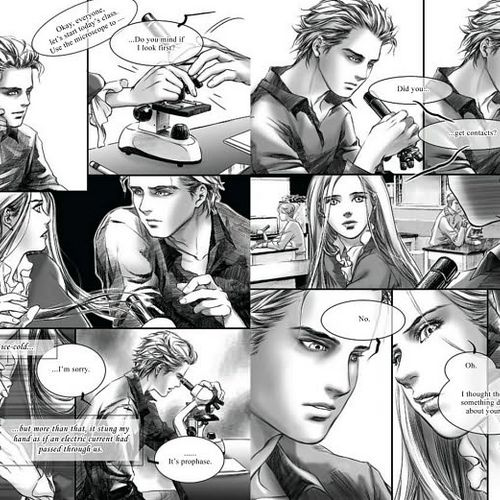 Okay, everyone,
let's start today's class.
Use the microscope to ....
...Do you mind if
I look first?
Did you...
...get contacts?
ice-cold...
...I'm sorry.
...but more than that, it stung my
hand as if an electric current had
passed through us.
......
It's prophase.
No.
Oh.
I thought the
something d
about your